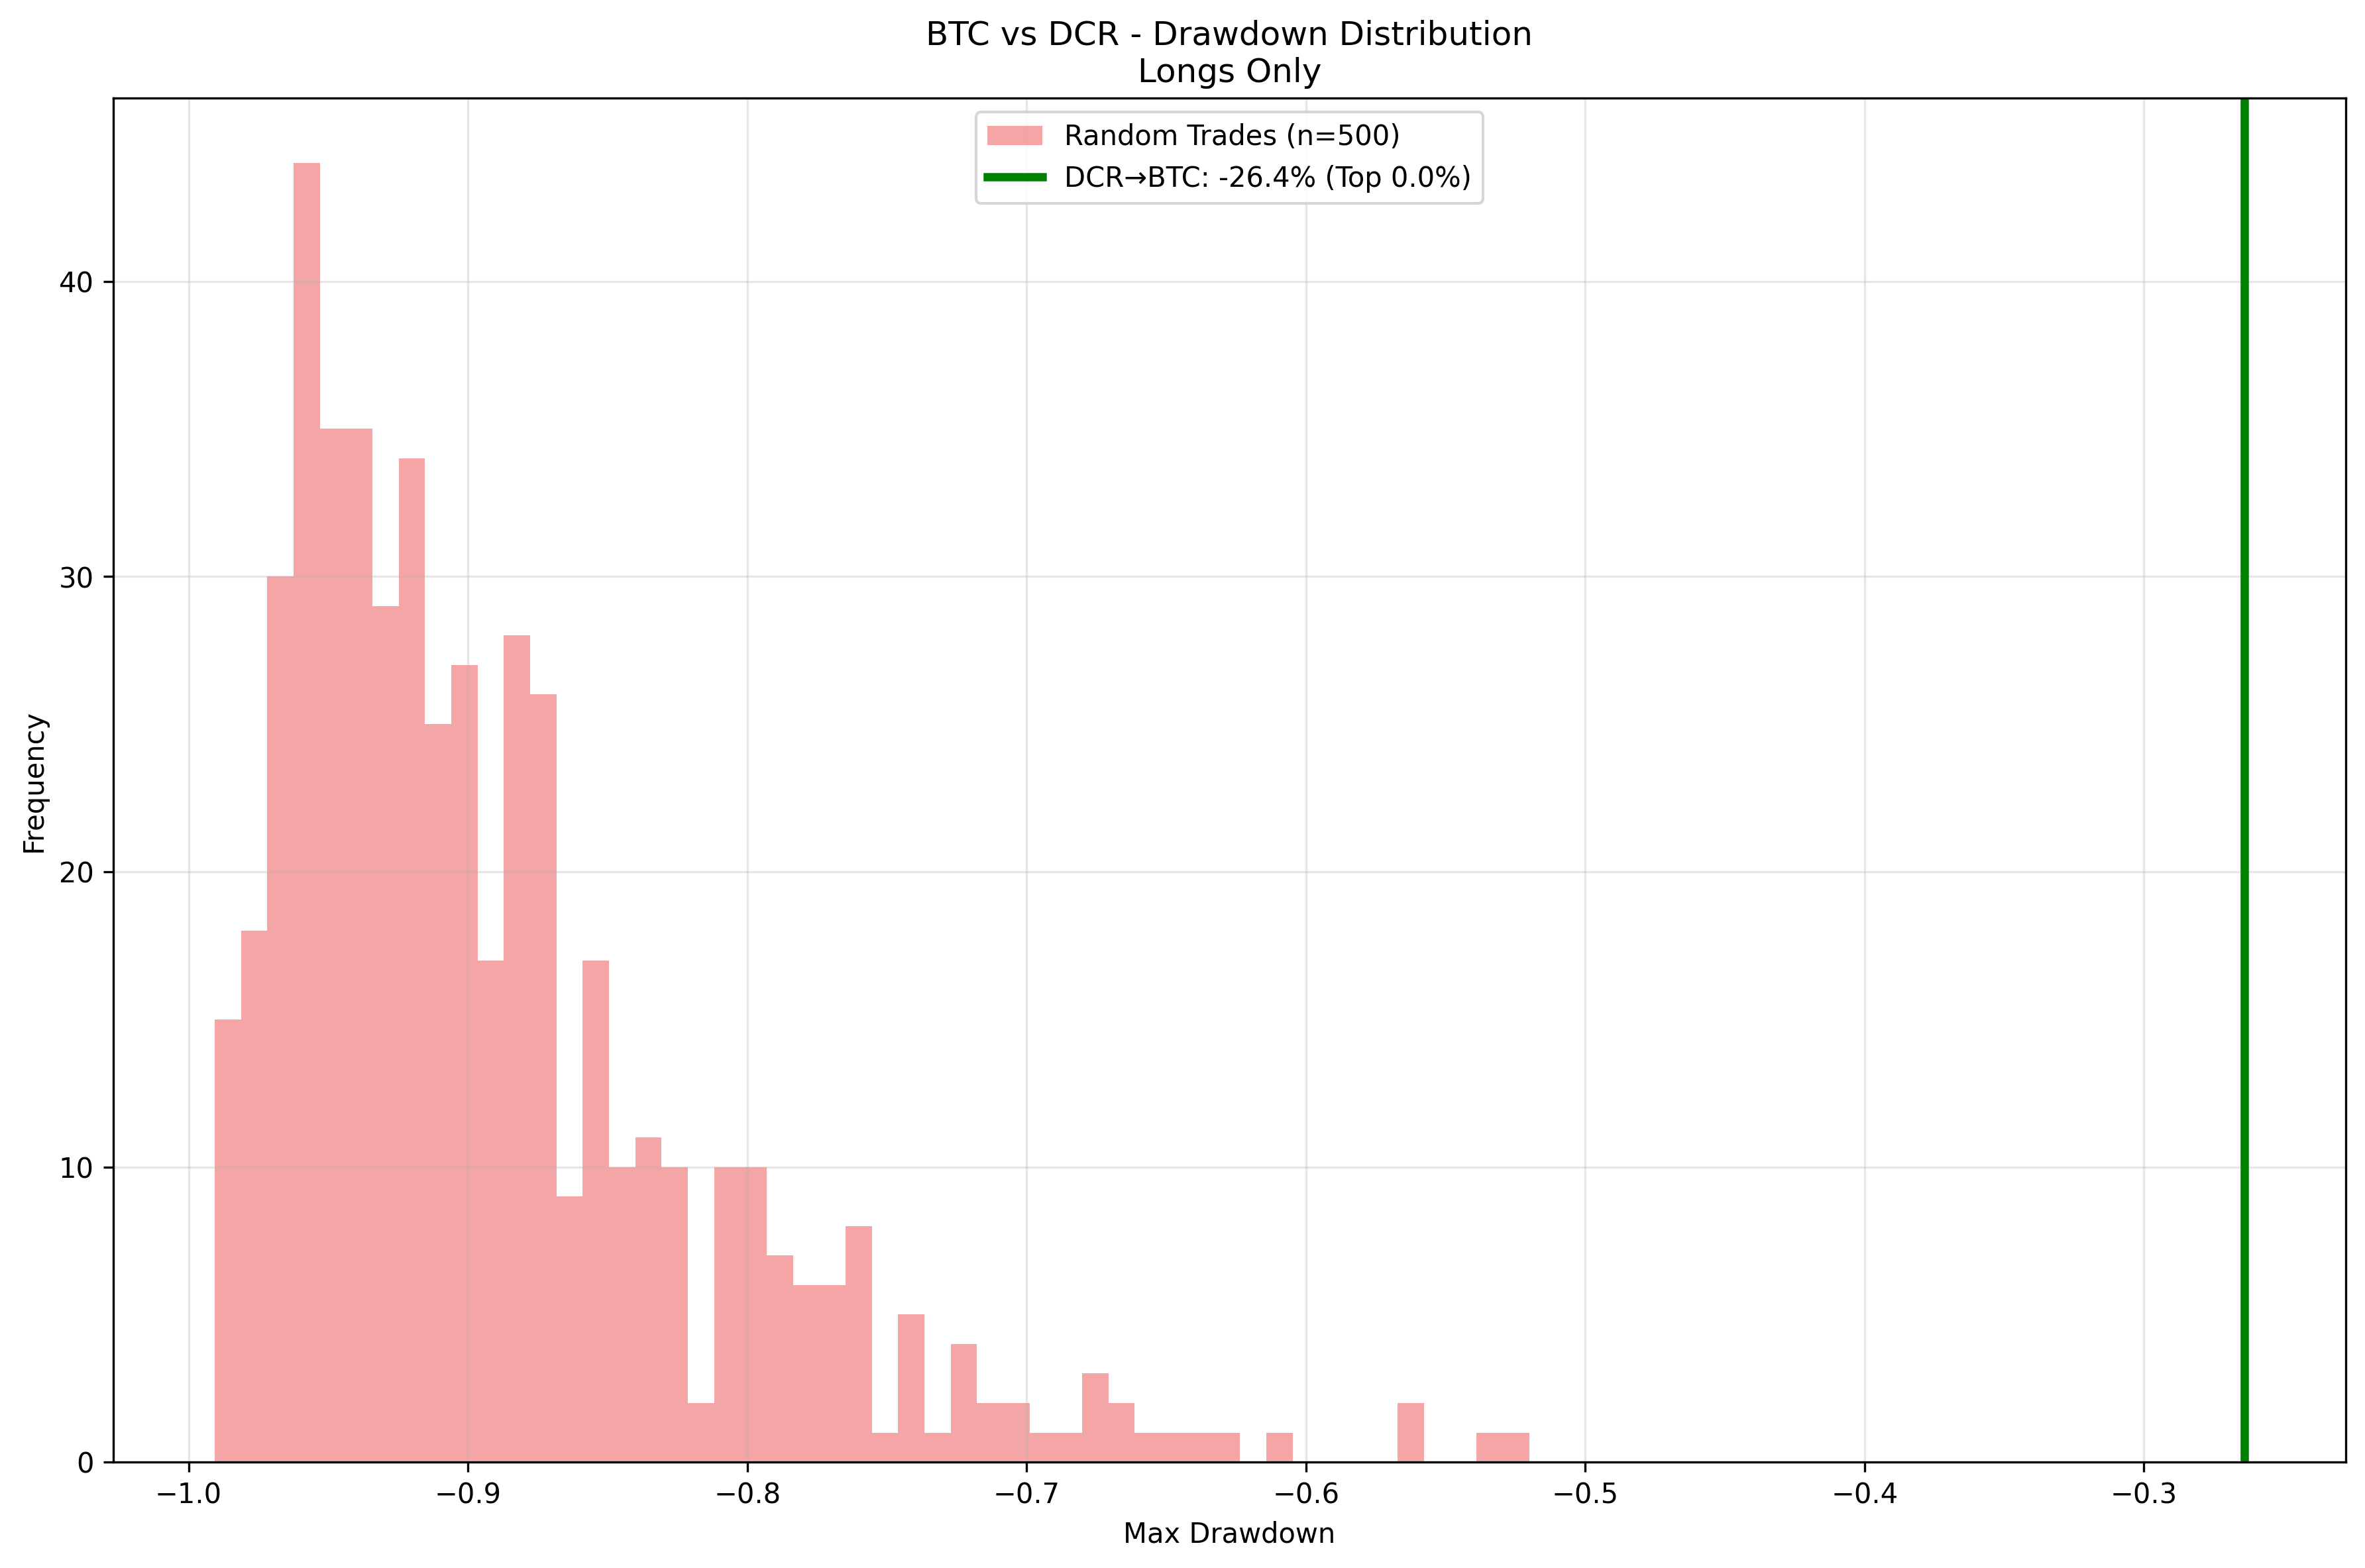 BTC vs DCR - Drawdown Distribution
Longs Only
Random Trades (n=500)
DCR→BTC: -26.4% (Top 0.0%)
Frequency
40
30
20
10
0
−1.0 −0.9 −0.8 −0.7 −0.6 −0.5 −0.4 −0.3
Max Drawdown